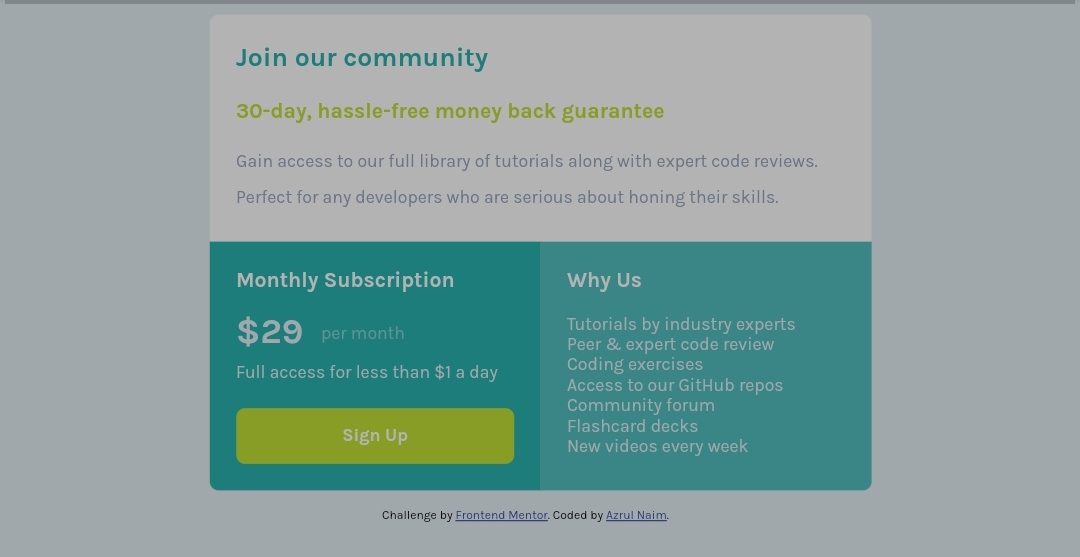 Join our community
30-day, hassle-free money back guarantee
Gain access to our full library of tutorials along with expert code reviews.
Perfect for any developers who are serious about honing their skills.
Monthly Subscription
$29 per month
Full access for less than $1 a day
Sign Up
Why Us
Tutorials by industry experts
Peer & expert code review
Coding exercises
Access to our GitHub repos
Community forum
Flashcard decks
New videos every week
Challenge by Frontend Mentor. Coded by Azrul Naim.